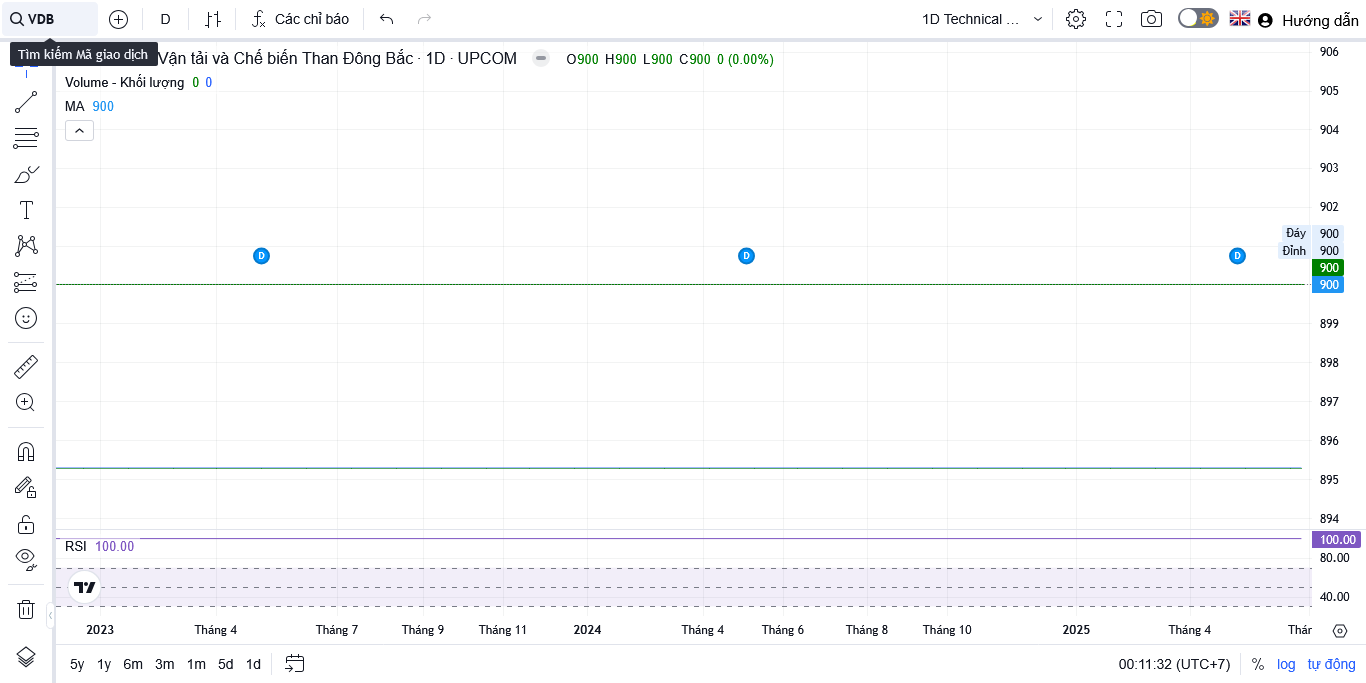 VDB
D
Các chỉ báo
1D Technical ...
Hướng dẫn
Tìm kiếm Mã giao dịch
Vận tải và Chế biến Than Đông Bắc · 1D · UPCOM
O900 H900 L900 C900 0 (0.00%)
Volume - Khối lượng 0 0
MA 900
906
905
904
903
902
Đáy 900
Đỉnh 900
900
900
899
898
897
896
895
894
D
D
D
RSI 100.00
100.00
80.00
40.00
2023
Tháng 4
Tháng 7
Tháng 9
Tháng 11
2024
Tháng 4
Tháng 6
Tháng 8
Tháng 10
2025
Tháng 4
Thár
5y 1y 6m 3m 1m 5d 1d
00:11:32 (UTC+7)
% log tự động